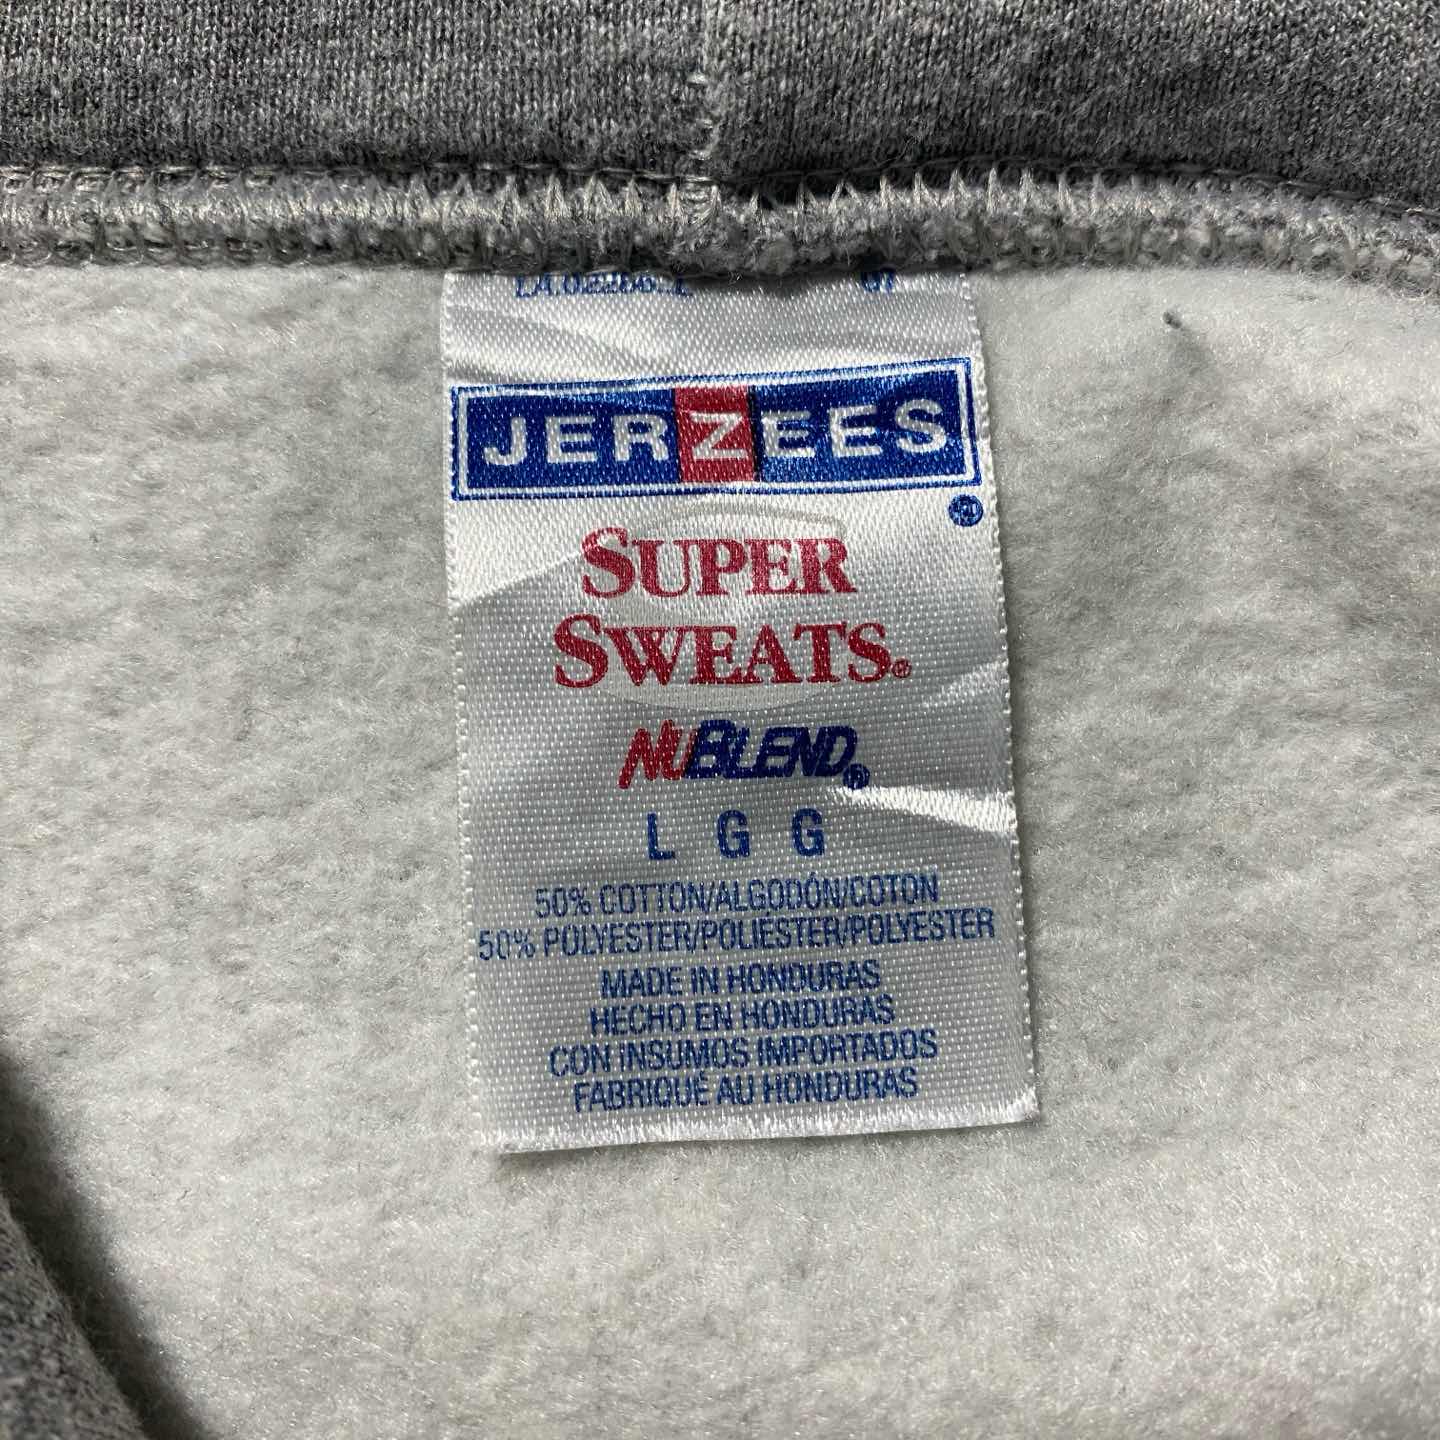 JERZEES
®
SUPER
SWEATS®
NUBLEND®
L G G
50% COTTON/ALGODÓN/COTON
50% POLYESTER/POLIÉSTER/POLYESTER
MADE IN HONDURAS
HECHO EN HONDURAS
CON INSUMOS IMPORTADOS
FABRIQUÉ AU HONDURAS